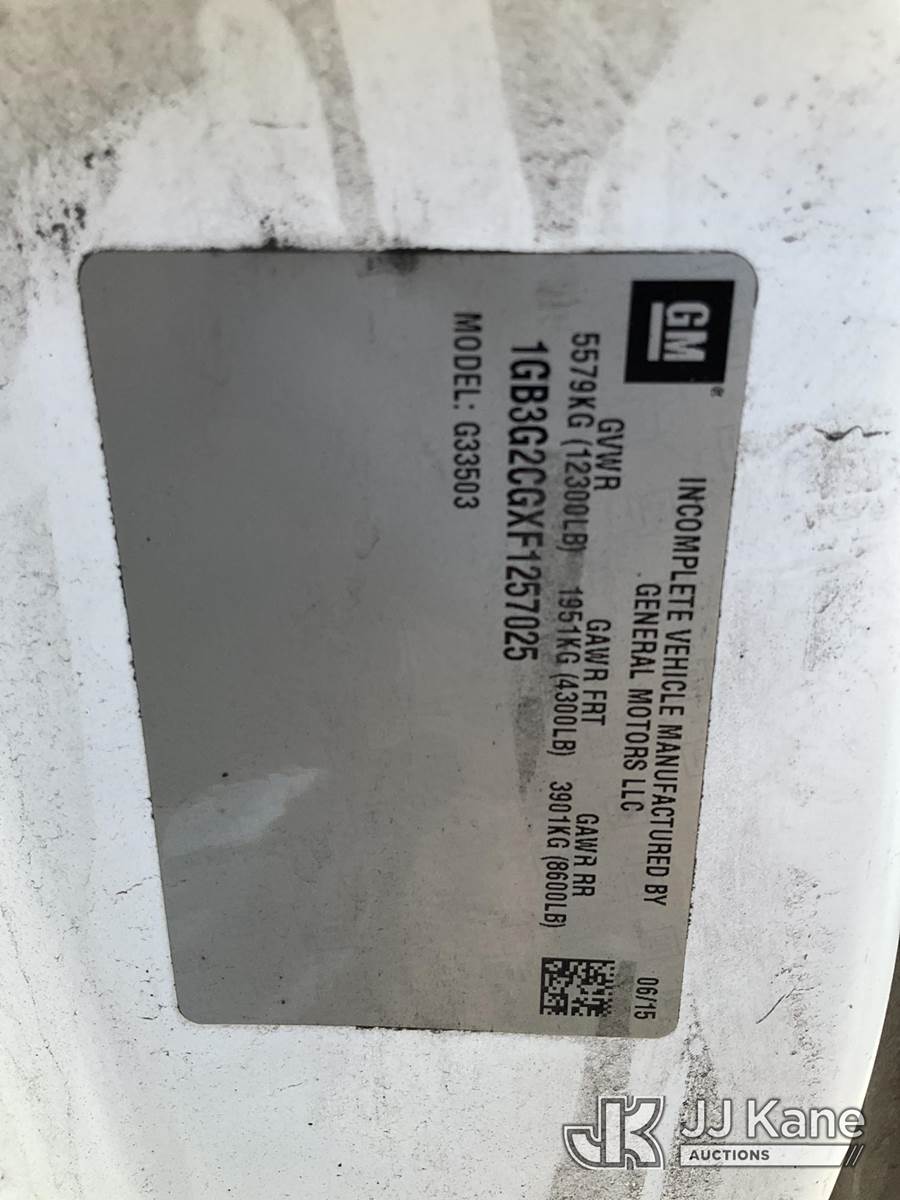 GM®
INCOMPLETE VEHICLE MANUFACTURED BY
GENERAL MOTORS LLC
06/15
GVWR GAWR FRT GAWR RR
5579KG (12300LB) 1951KG (4300LB) 3901KG (8600LB)
1GB3G2CGXF1257025
MODEL: G33503
JK JJ Kane
AUCTIONS